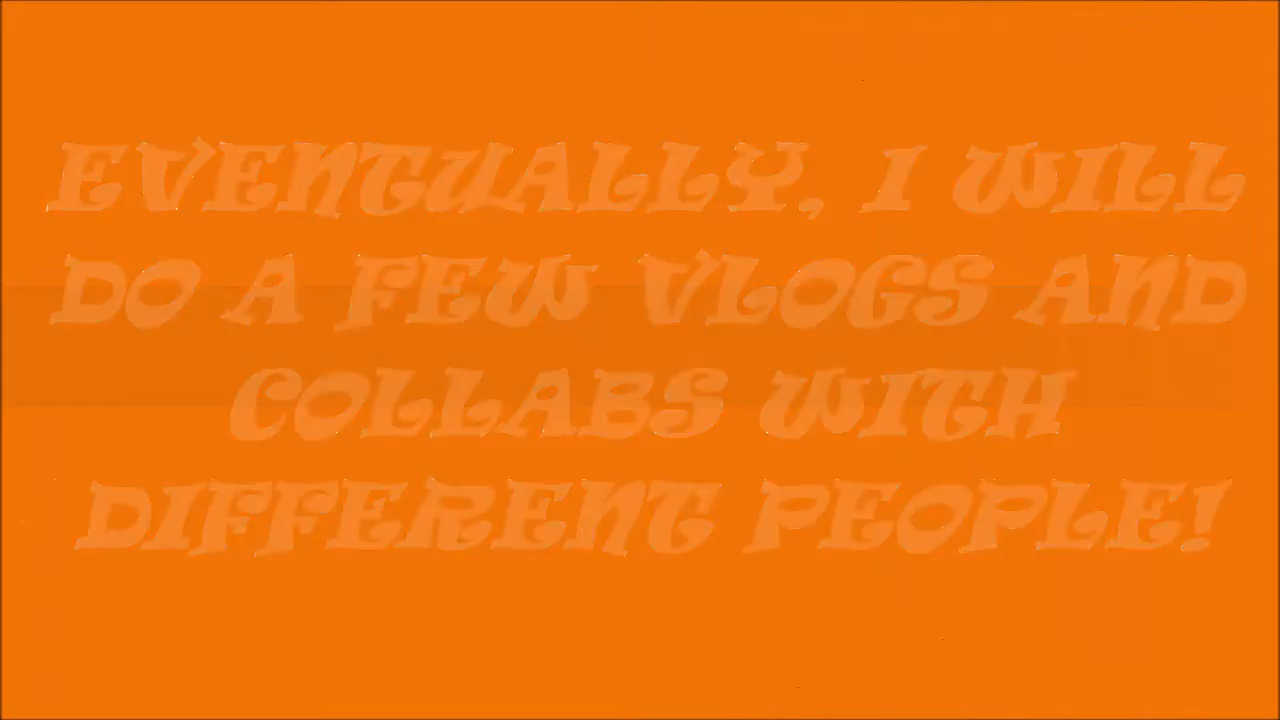 EVENTUALLY, I WILL
DO A FEW VLOGS AND
COLLABS WITH
DIFFERENT PEOPLE!